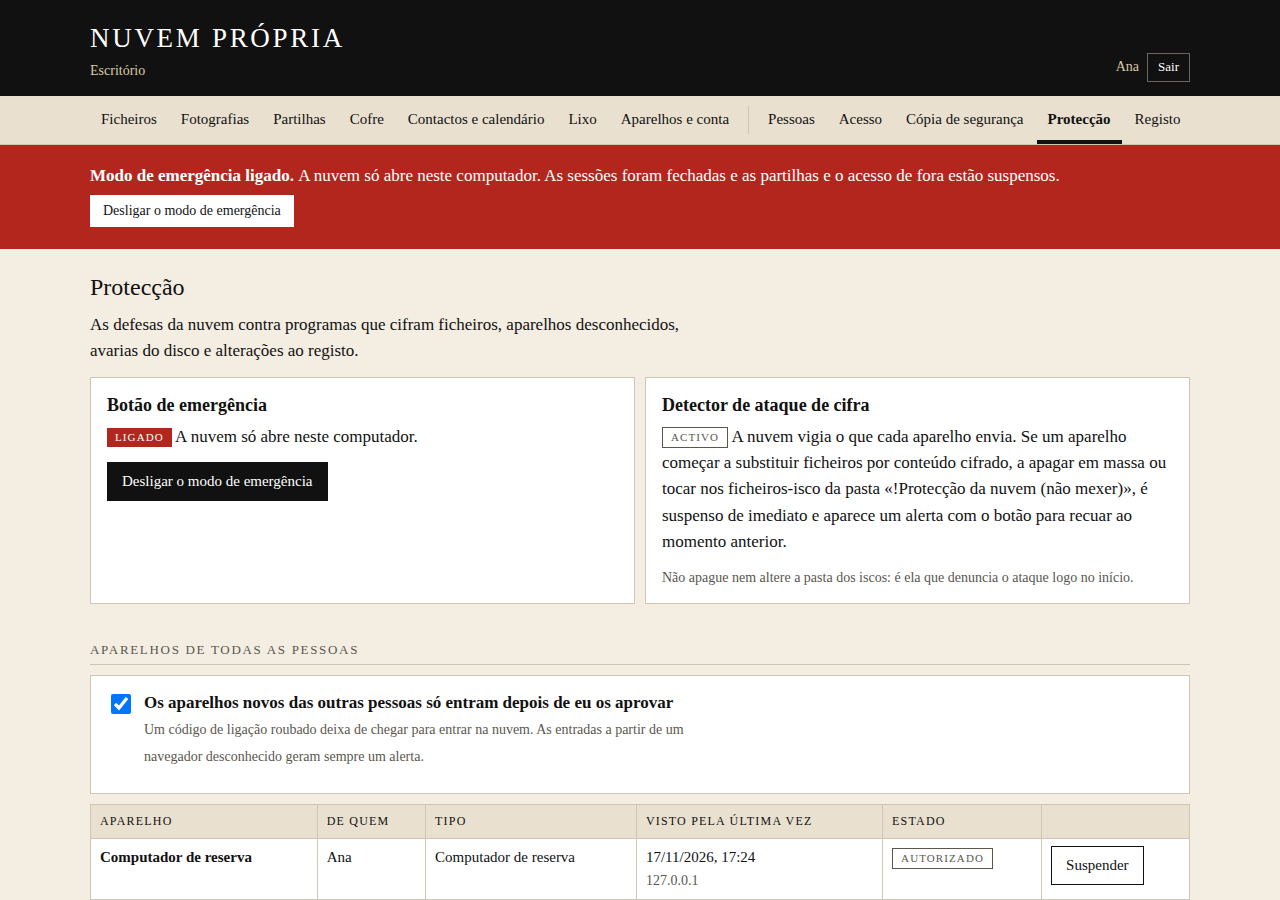 NUVEM PRÓPRIA
Escritório
Ana Sair
Ficheiros Fotografias Partilhas Cofre Contactos e calendário Lixo Aparelhos e conta Pessoas Acesso Cópia de segurança Protecção Registo
Modo de emergência ligado. A nuvem só abre neste computador. As sessões foram fechadas e as partilhas e o acesso de fora estão suspensos.
Desligar o modo de emergência
Protecção
As defesas da nuvem contra programas que cifram ficheiros, aparelhos desconhecidos,
avarias do disco e alterações ao registo.
Botão de emergência
LIGADO A nuvem só abre neste computador.
Desligar o modo de emergência
Detector de ataque de cifra
ACTIVO A nuvem vigia o que cada aparelho envia. Se um aparelho
começar a substituir ficheiros por conteúdo cifrado, a apagar em massa ou
tocar nos ficheiros-isco da pasta «!Protecção da nuvem (não mexer)», é
suspenso de imediato e aparece um alerta com o botão para recuar ao
momento anterior.
Não apague nem altere a pasta dos iscos: é ela que denuncia o ataque logo no início.
APARELHOS DE TODAS AS PESSOAS
Os aparelhos novos das outras pessoas só entram depois de eu os aprovar
Um código de ligação roubado deixa de chegar para entrar na nuvem. As entradas a partir de um
navegador desconhecido geram sempre um alerta.
APARELHO DE QUEM TIPO VISTO PELA ÚLTIMA VEZ ESTADO
Computador de reserva Ana Computador de reserva 17/11/2026, 17:24 AUTORIZADO Suspender
127.0.0.1